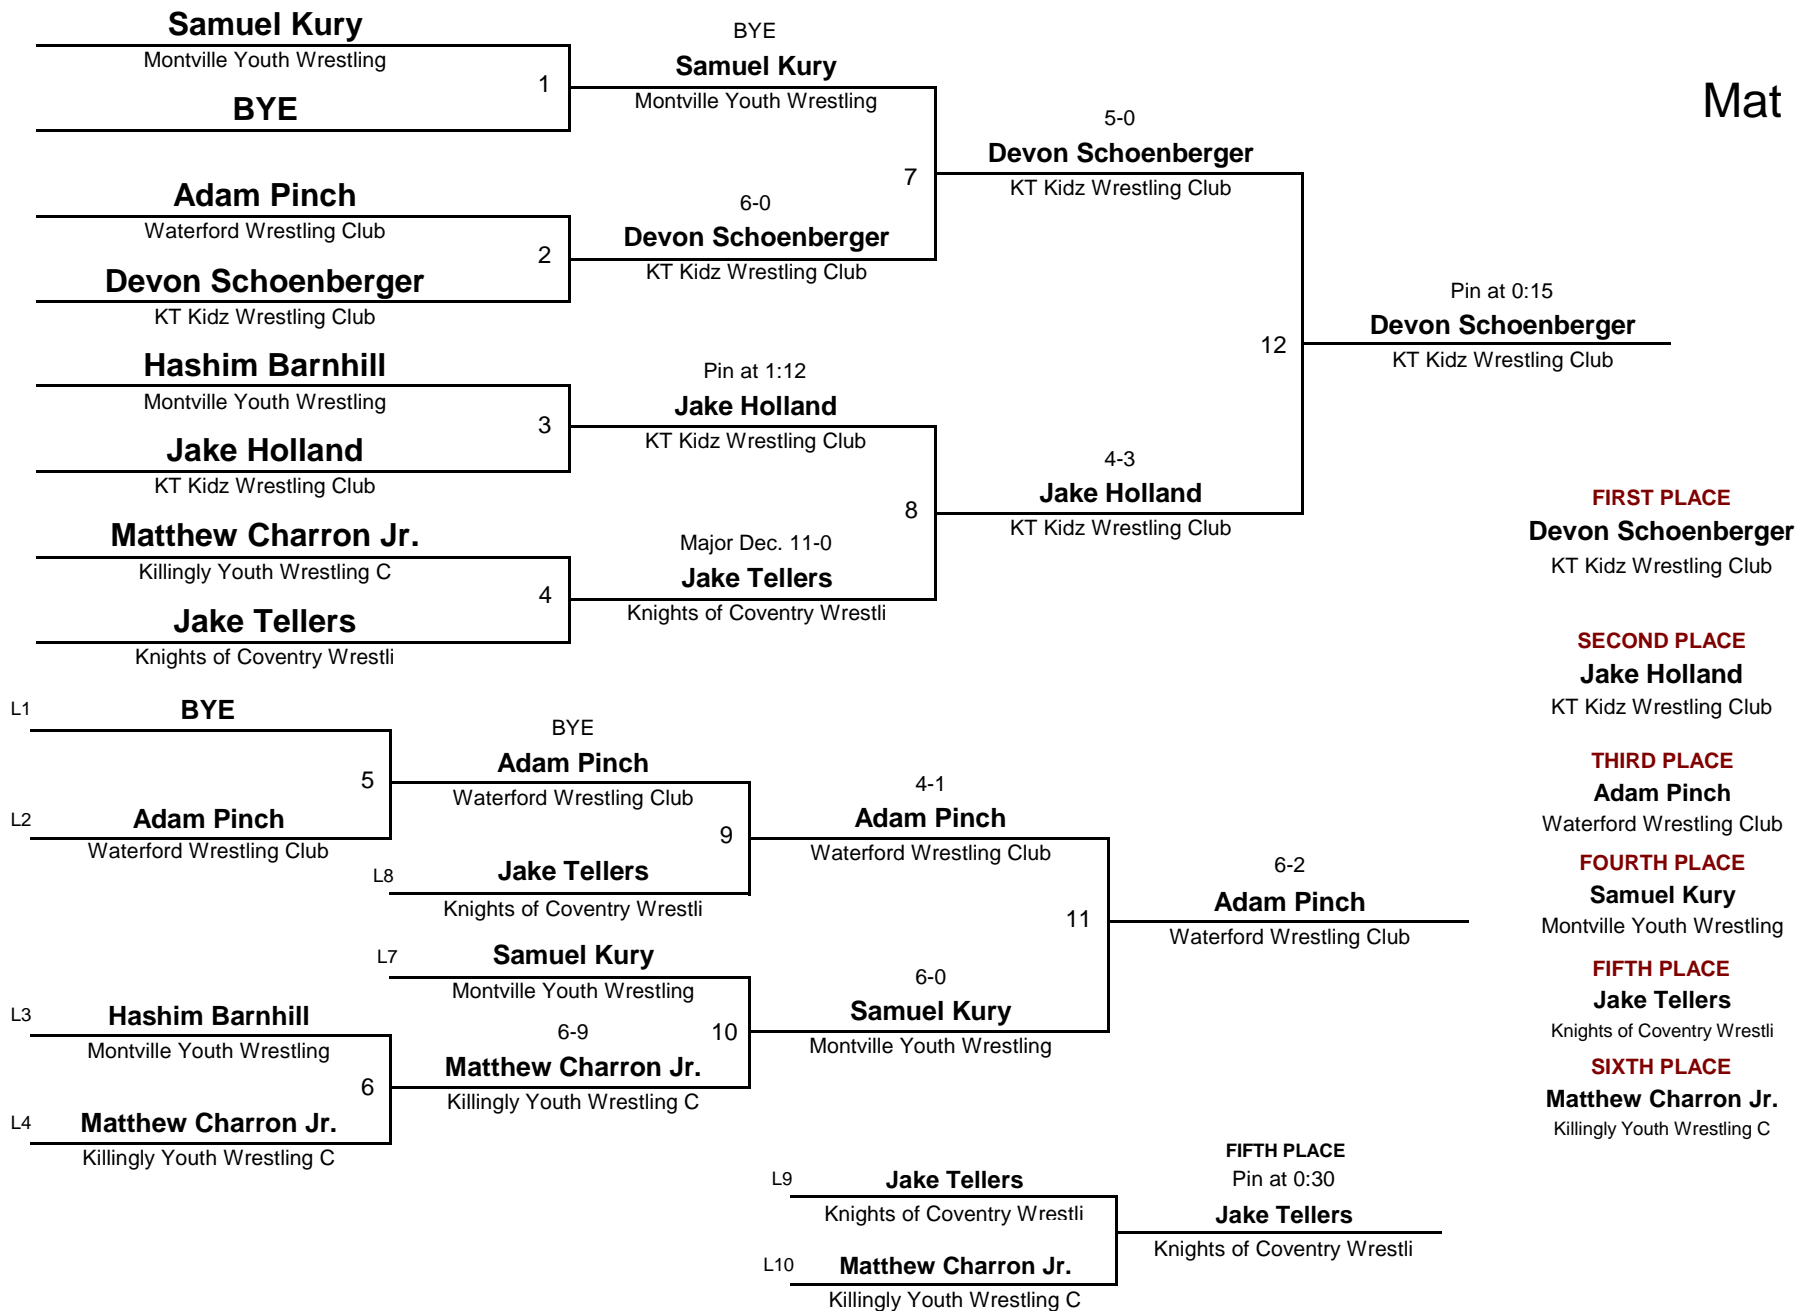 Samuel Kury
Montville Youth Wrestling
1
BYE
BYE
Samuel Kury
Montville Youth Wrestling
Mat
Adam Pinch
Waterford Wrestling Club
2
Devon Schoenberger
KT Kidz Wrestling Club
6-0
Devon Schoenberger
KT Kidz Wrestling Club
7
5-0
Devon Schoenberger
KT Kidz Wrestling Club
Hashim Barnhill
Montville Youth Wrestling
3
Jake Holland
KT Kidz Wrestling Club
Pin at 1:12
Jake Holland
KT Kidz Wrestling Club
12
Pin at 0:15
Devon Schoenberger
KT Kidz Wrestling Club
Matthew Charron Jr.
Killingly Youth Wrestling C
4
Jake Tellers
Knights of Coventry Wrestli
Major Dec. 11-0
Jake Tellers
Knights of Coventry Wrestli
8
4-3
Jake Holland
KT Kidz Wrestling Club
FIRST PLACE
Devon Schoenberger
KT Kidz Wrestling Club
SECOND PLACE
Jake Holland
KT Kidz Wrestling Club
THIRD PLACE
Adam Pinch
Waterford Wrestling Club
FOURTH PLACE
Samuel Kury
Montville Youth Wrestling
FIFTH PLACE
Jake Tellers
Knights of Coventry Wrestli
SIXTH PLACE
Matthew Charron Jr.
Killingly Youth Wrestling C
L1
BYE
5
L2
Adam Pinch
Waterford Wrestling Club
BYE
Adam Pinch
Waterford Wrestling Club
9
L8
Jake Tellers
Knights of Coventry Wrestli
4-1
Adam Pinch
Waterford Wrestling Club
L7
Samuel Kury
Montville Youth Wrestling
L3
Hashim Barnhill
Montville Youth Wrestling
6
L4
Matthew Charron Jr.
Killingly Youth Wrestling C
6-9
Matthew Charron Jr.
Killingly Youth Wrestling C
10
6-0
Samuel Kury
Montville Youth Wrestling
11
6-2
Adam Pinch
Waterford Wrestling Club
L9
Jake Tellers
Knights of Coventry Wrestli
L10
Matthew Charron Jr.
Killingly Youth Wrestling C
FIFTH PLACE
Pin at 0:30
Jake Tellers
Knights of Coventry Wrestli